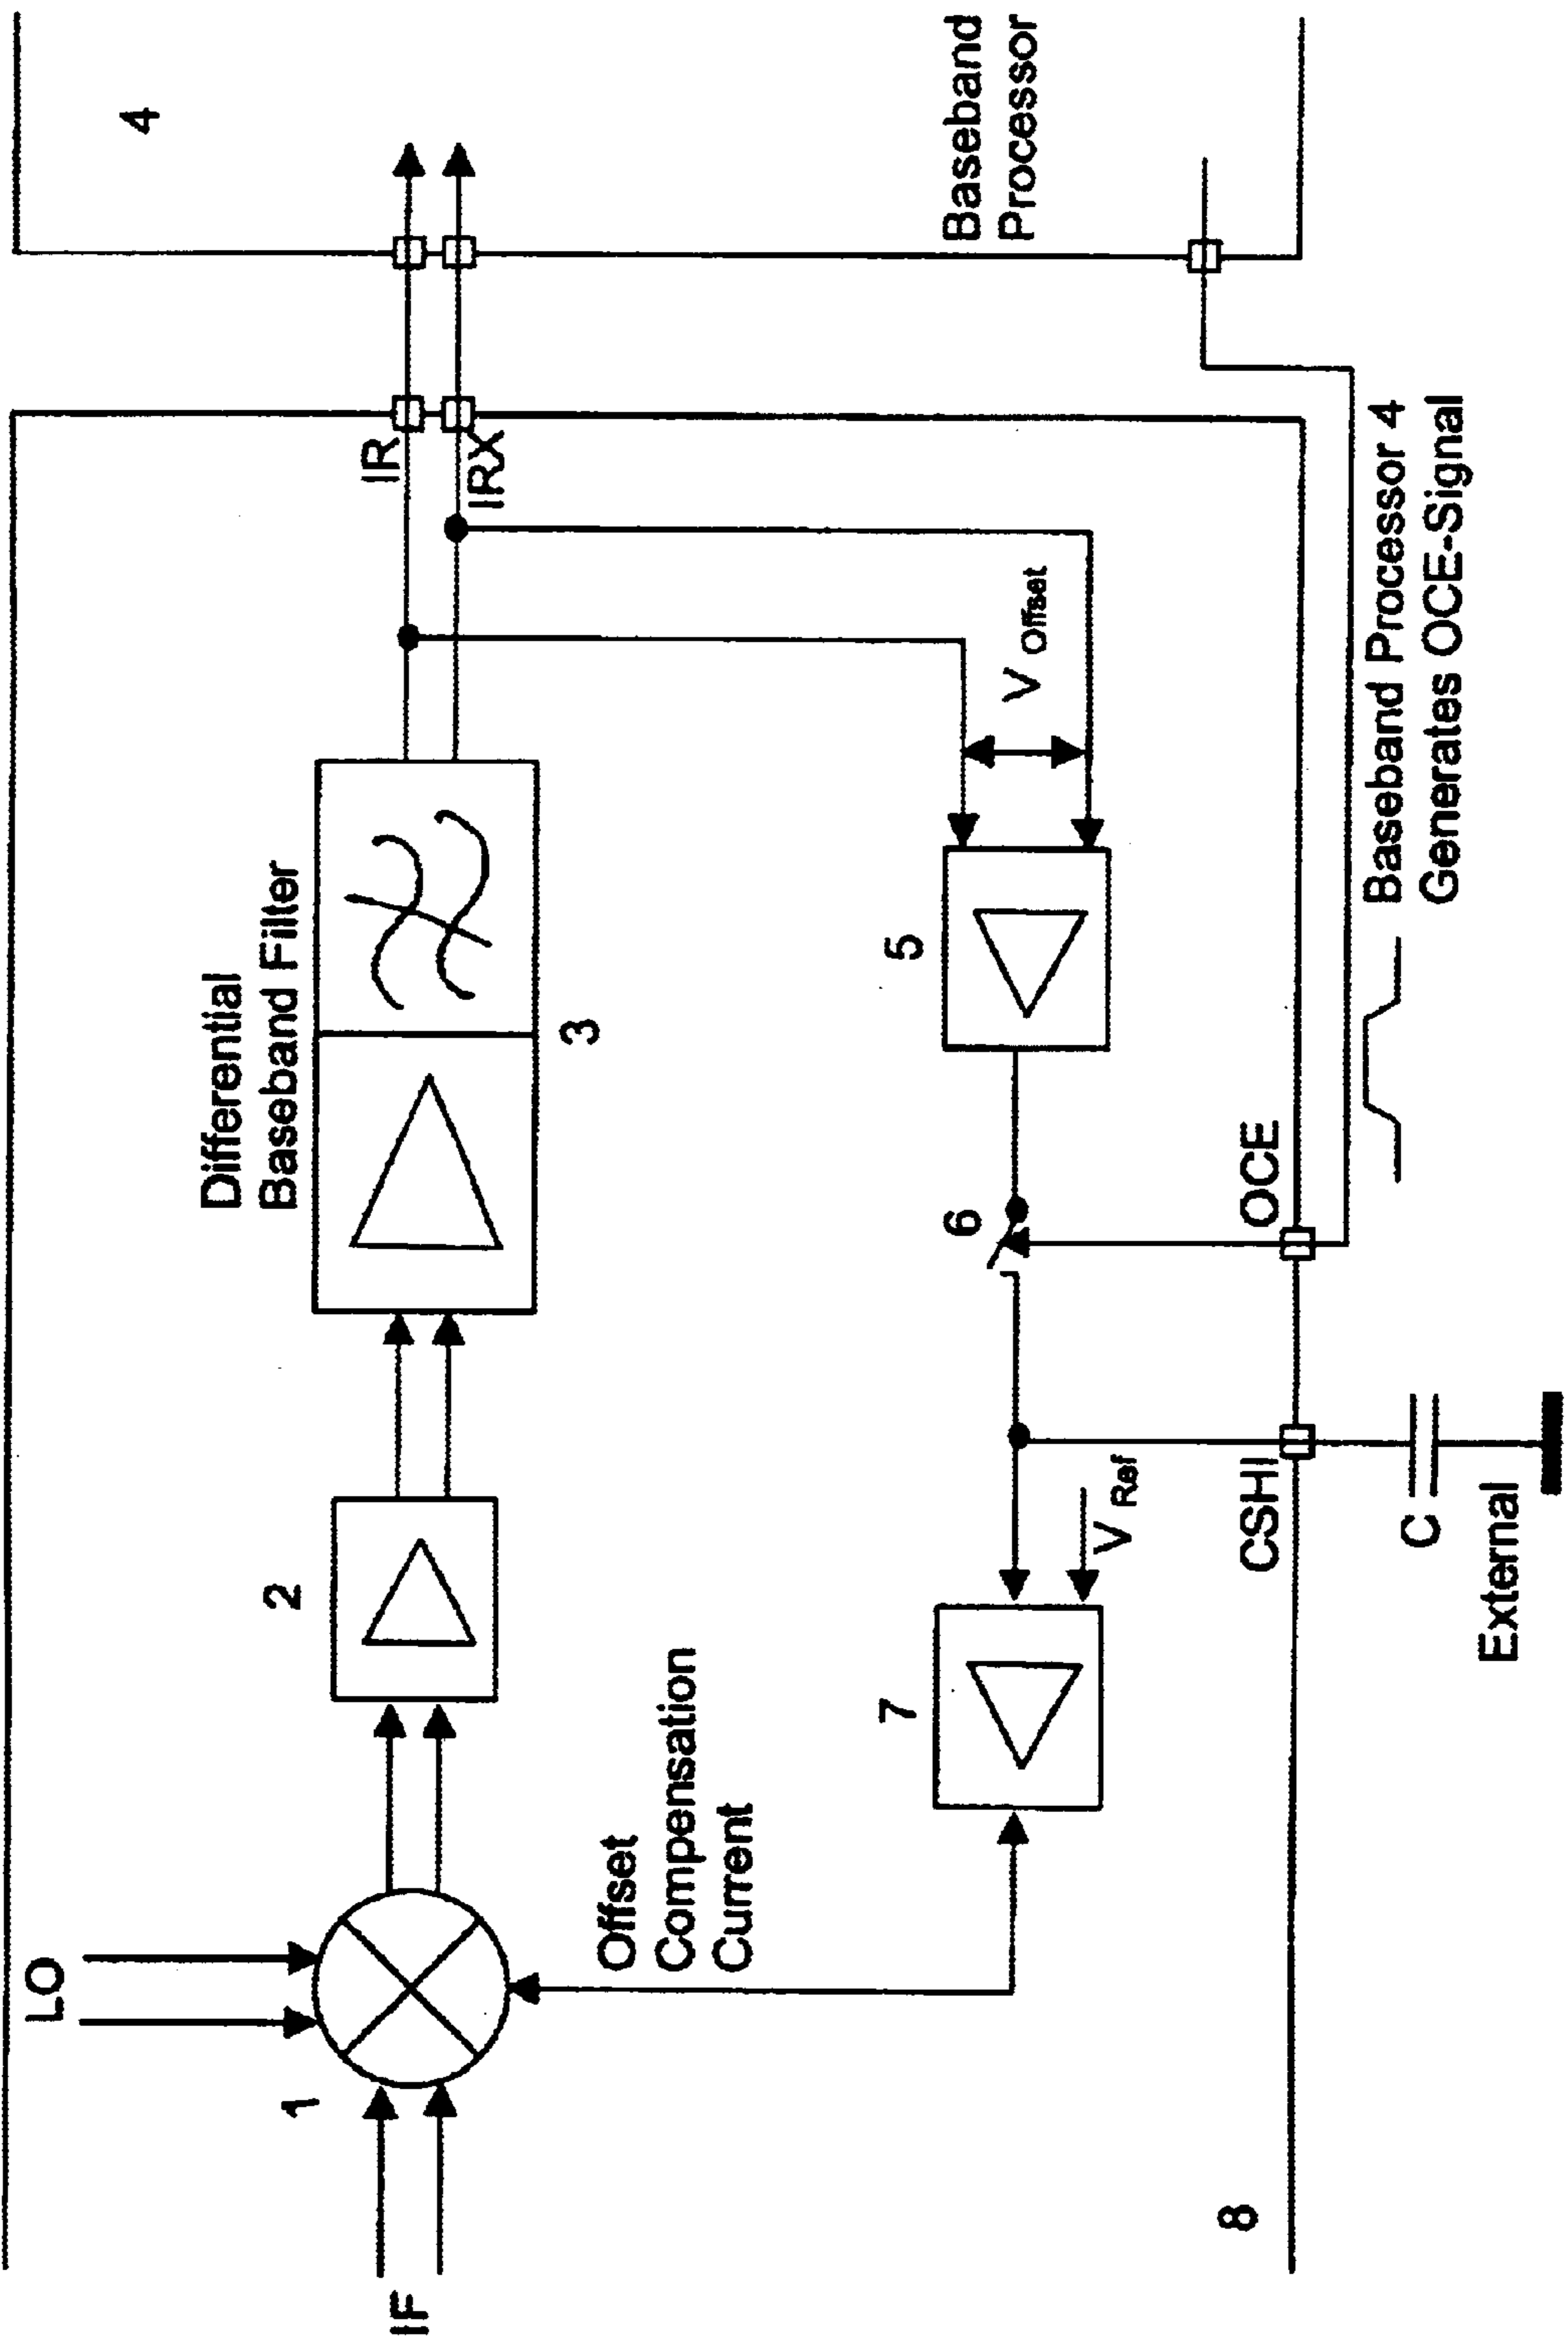 LO
IF
1
2
Differential
Baseband Filter
3
IR
IRX
4
Offset
Compensation
Current
7
V Ref
6
5
V Offset
Baseband
Processor
8
CSHI
OCE
C
External
Baseband Processor 4
Generates OCE-Signal